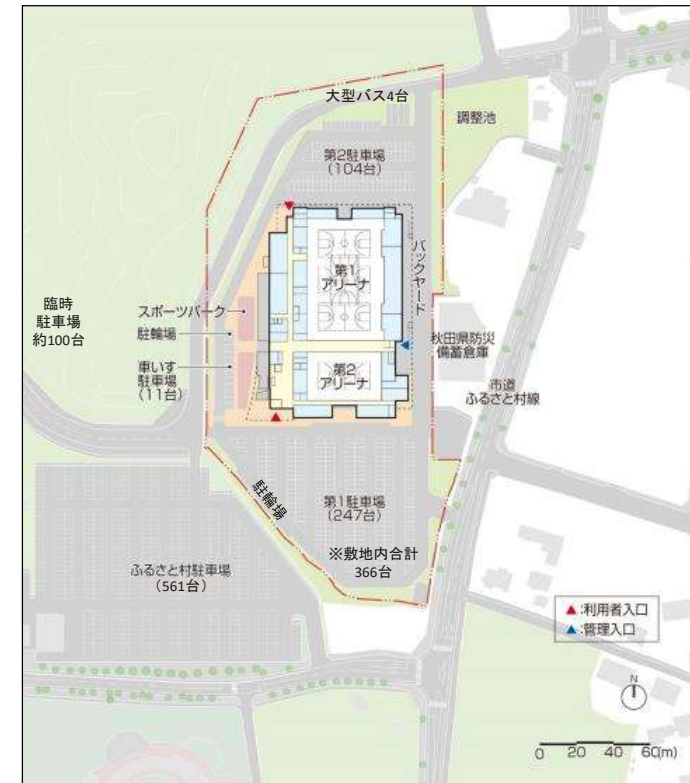 大型バス4台
調整池
第2駐車場
(104台)
バックヤード
第1
アリーナ
臨時
駐車場
約100台
スポーツパーク
駐輪場
車いす
駐車場
(11台)
第2
アリーナ
秋田県防災
備蓄倉庫
市道
ふるさと村線
駐輪場
第1駐車場
(247台)
※敷地内合計
366台
ふるさと村駐車場
(561台)
▲:利用者入口
▲:管理入口
N
0 20 40 60(m)